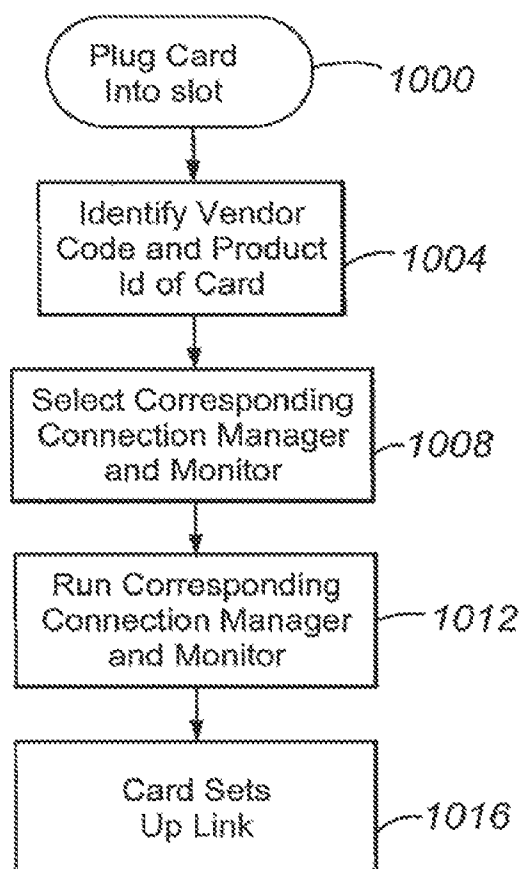 Plug Card
Into slot
1000
Identify Vendor
Code and Product
Id of Card
1004
Select Corresponding
Connection Manager
and Monitor
1008
Run Corresponding
Connection Manager
and Monitor
1012
Card Sets
Up Link
1016